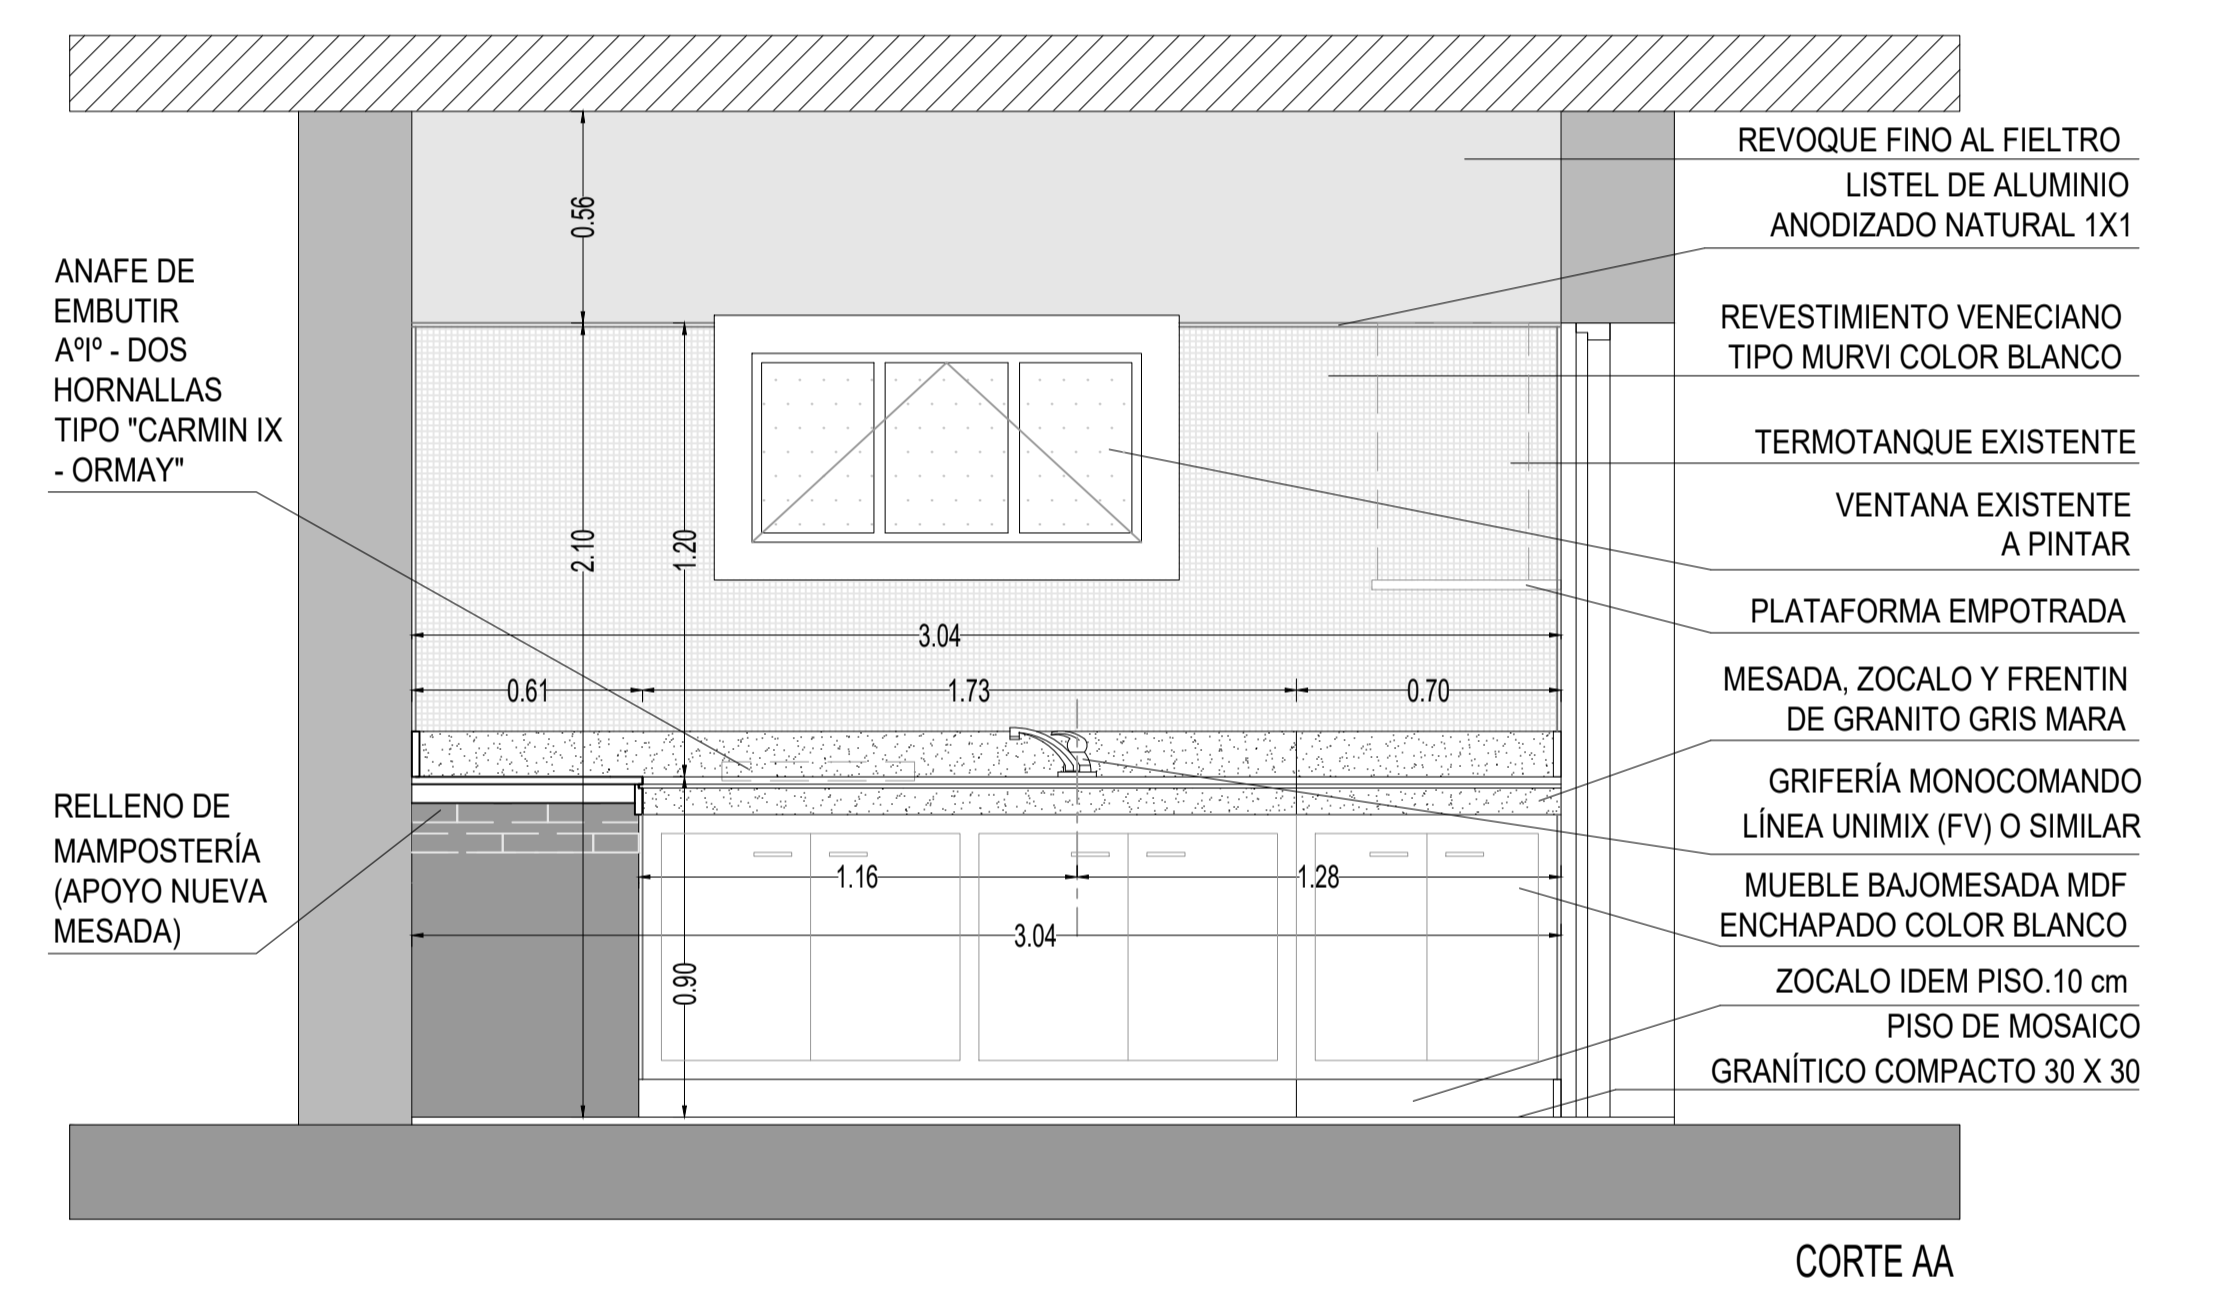 REVOQUE FINO AL FIELTRO
LISTEL DE ALUMINIO
ANODIZADO NATURAL 1X1
0.56
ANAFE DE
EMBUTIR
AºIº - DOS
HORNALLAS
TIPO "CARMIN IX
- ORMAY"
REVESTIMIENTO VENECIANO
TIPO MURVI COLOR BLANCO
TERMOTANQUE EXISTENTE
VENTANA EXISTENTE
A PINTAR
2.10
1.20
PLATAFORMA EMPOTRADA
3.04
0.61
1.73
0.70
MESADA, ZOCALO Y FRENTIN
DE GRANITO GRIS MARA
RELLENO DE
MAMPOSTERÍA
(APOYO NUEVA
MESADA)
GRIFERÍA MONOCOMANDO
LÍNEA UNIMIX (FV) O SIMILAR
1.16
1.28
MUEBLE BAJOMESADA MDF
ENCHAPADO COLOR BLANCO
3.04
0.90
ZOCALO IDEM PISO.10 cm
PISO DE MOSAICO
GRANÍTICO COMPACTO 30 X 30
CORTE AA